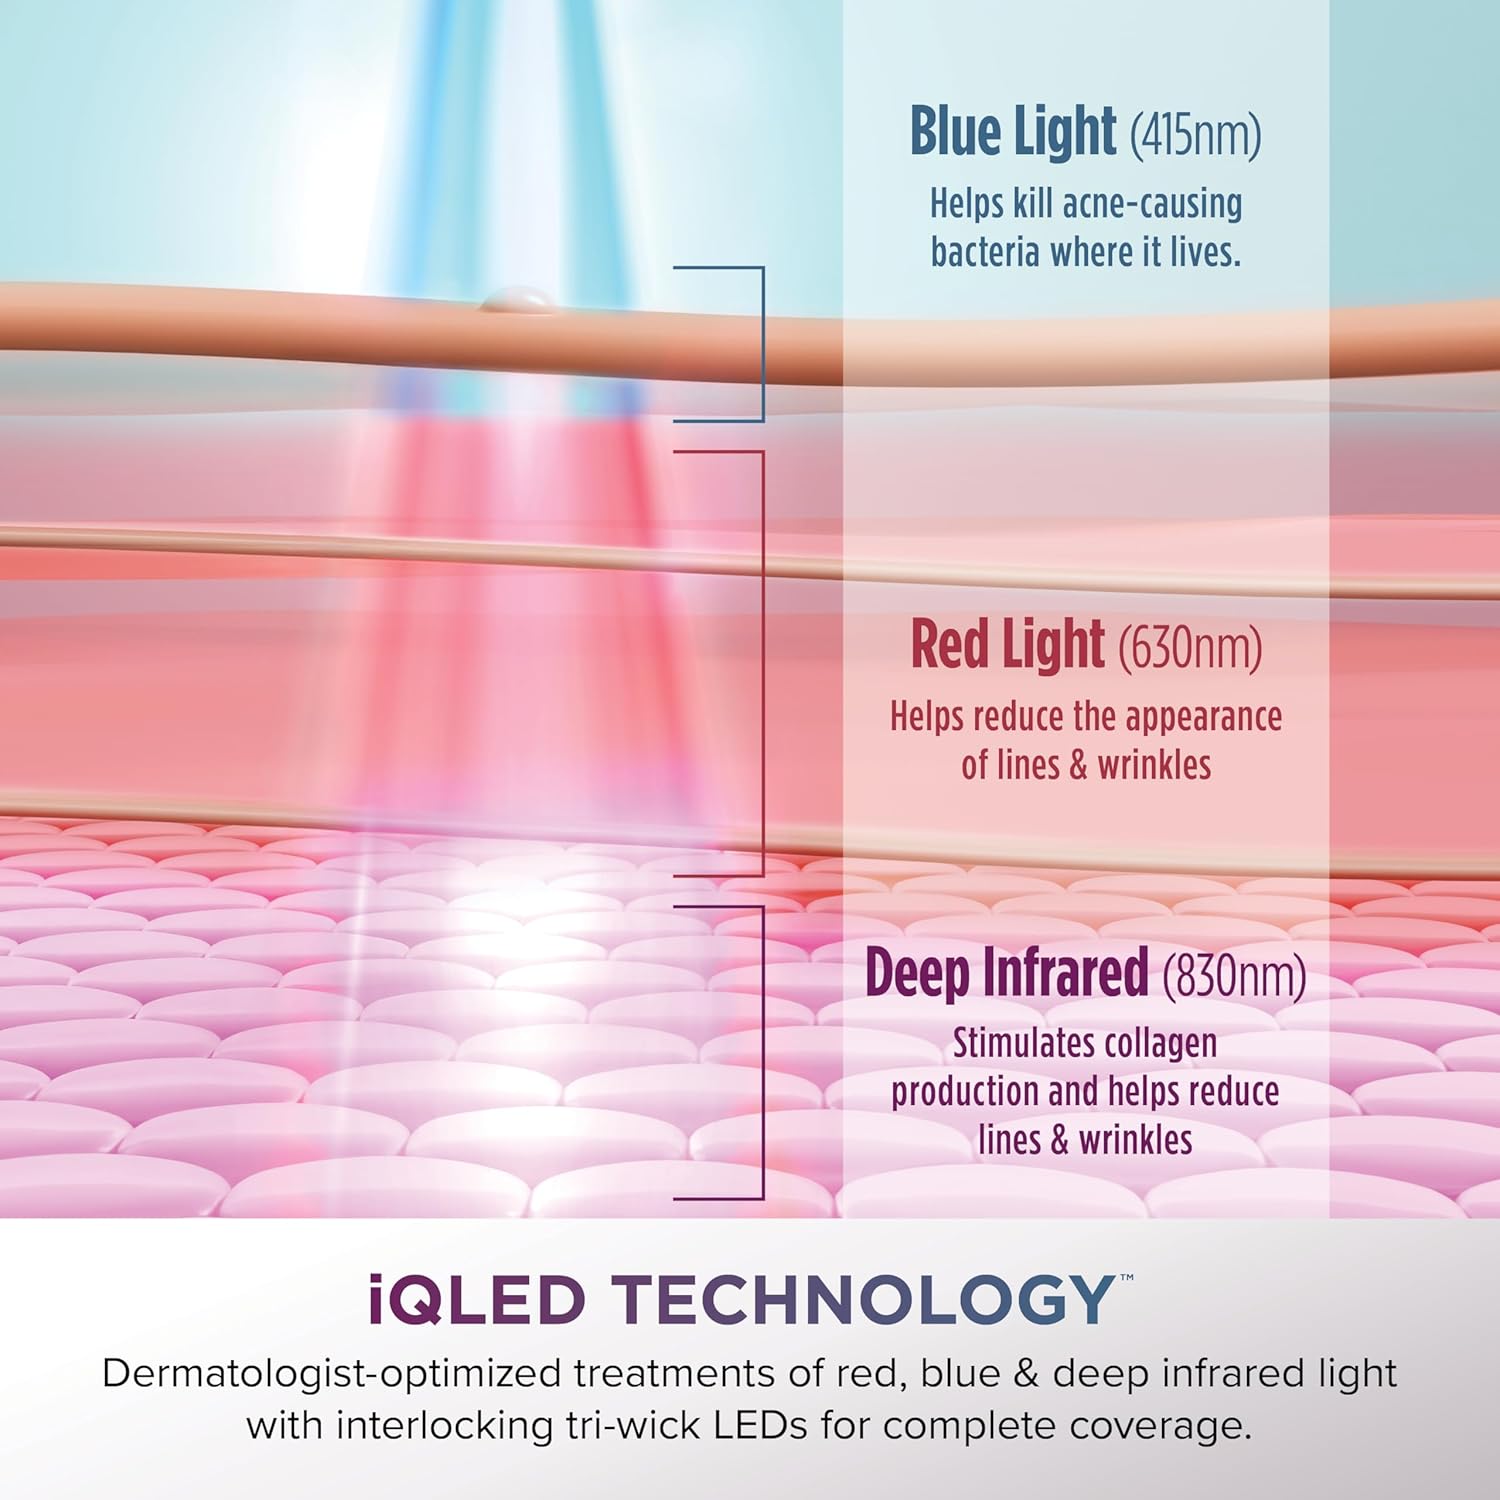 Blue Light (415nm)
Helps kill acne-causing
bacteria where it lives.
Red Light (630nm)
Helps reduce the appearance
of lines & wrinkles
Deep Infrared (830nm)
Stimulates collagen
production and helps reduce
lines & wrinkles
iQLED TECHNOLOGY™
Dermatologist-optimized treatments of red, blue & deep infrared light
with interlocking tri-wick LEDs for complete coverage.